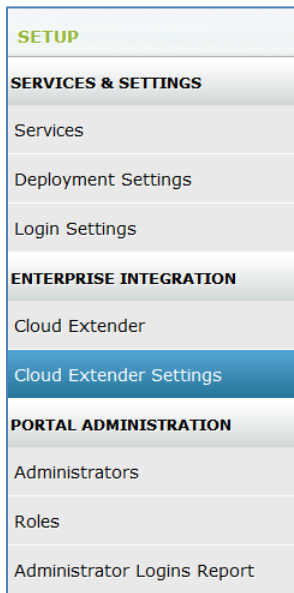 SETUP
SERVICES & SETTINGS
Services
Deployment Settings
Login Settings
ENTERPRISE INTEGRATION
Cloud Extender
Cloud Extender Settings
PORTAL ADMINISTRATION
Administrators
Roles
Administrator Logins Report